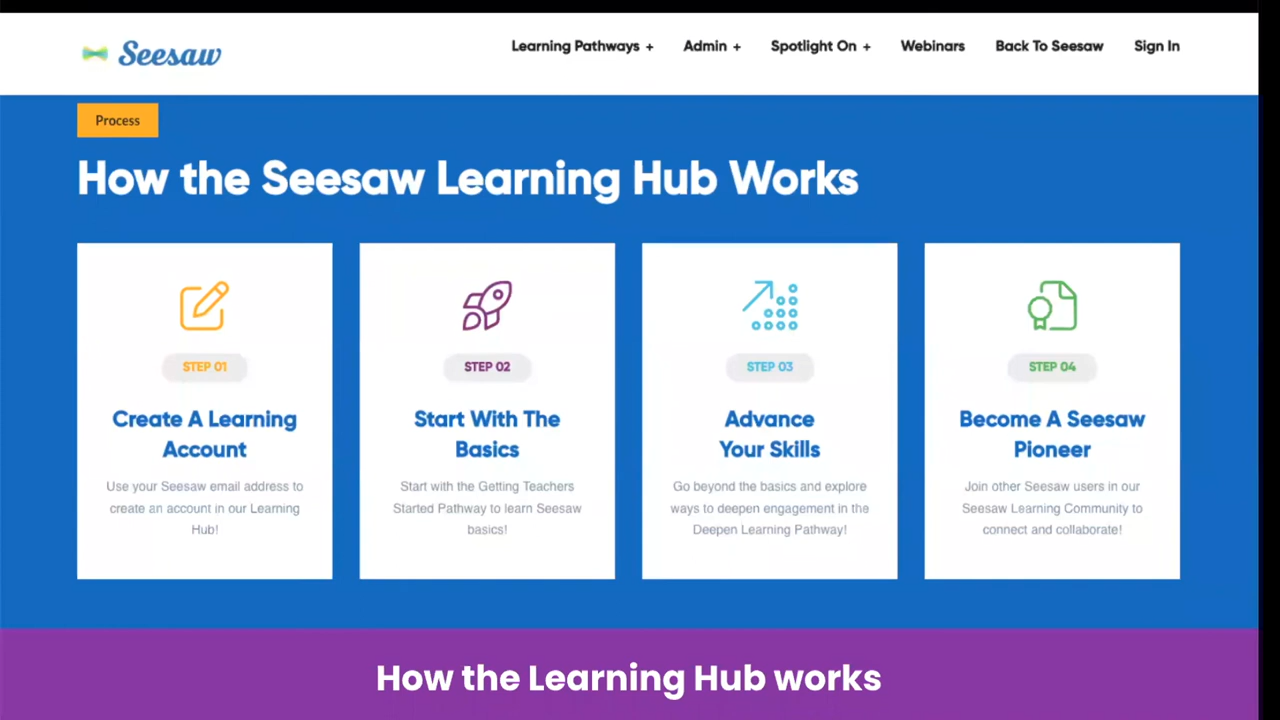 Seesaw
Learning Pathways +
Admin +
Spotlight On +
Webinars
Back To Seesaw
Sign In
Process
How the Seesaw Learning Hub Works
STEP 01
Create A Learning
Account
Use your Seesaw email address to
create an account in our Learning
Hub!
STEP 02
Start With The
Basics
Start with the Getting Teachers
Started Pathway to learn Seesaw
basics!
STEP 03
Advance
Your Skills
Go beyond the basics and explore
ways to deepen engagement in the
Deepen Learning Pathway!
STEP 04
Become A Seesaw
Pioneer
Join other Seesaw users in our
Seesaw Learning Community to
connect and collaborate!
How the Learning Hub works